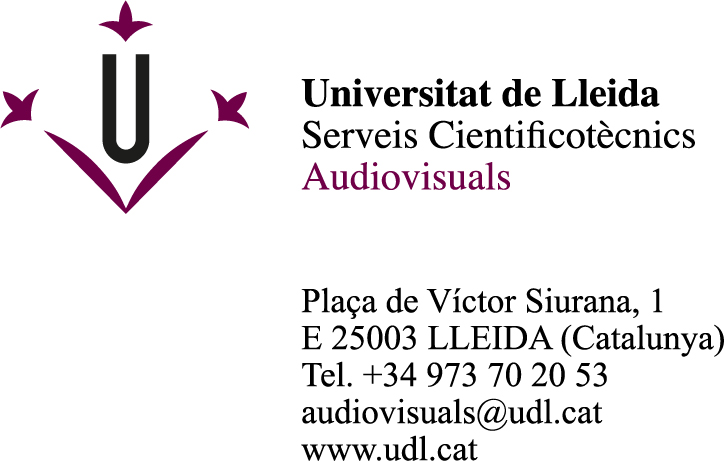 U
Universitat de Lleida
Serveis Cientificotècnics
Audiovisuals
Plaça de Víctor Siurana, 1
E 25003 LLEIDA (Catalunya)
Tel. +34 973 70 20 53
audiovisuals@udl.cat
www.udl.cat